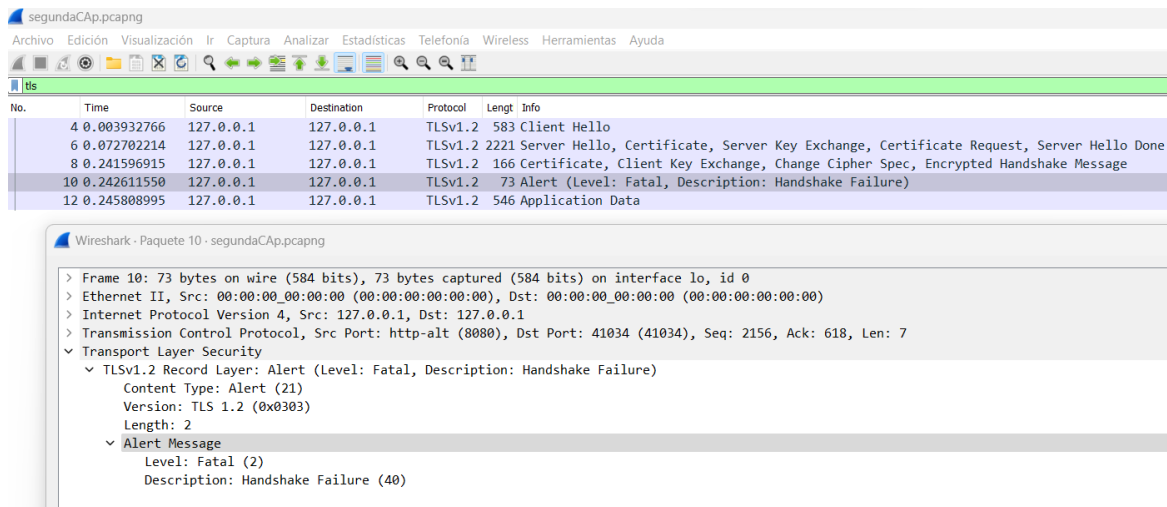 segundaCAp.pcapng
Archivo Edición Visualización Ir Captura Analizar Estadísticas Telefonía Wireless Herramientas Ayuda
tls
No. Time Source Destination Protocol Lengt Info
4 0.003932766 127.0.0.1 127.0.0.1 TLSv1.2 583 Client Hello
6 0.072702214 127.0.0.1 127.0.0.1 TLSv1.2 2221 Server Hello, Certificate, Server Key Exchange, Certificate Request, Server Hello Done
8 0.241596915 127.0.0.1 127.0.0.1 TLSv1.2 166 Certificate, Client Key Exchange, Change Cipher Spec, Encrypted Handshake Message
10 0.242611550 127.0.0.1 127.0.0.1 TLSv1.2 73 Alert (Level: Fatal, Description: Handshake Failure)
12 0.245808995 127.0.0.1 127.0.0.1 TLSv1.2 546 Application Data
Wireshark · Paquete 10 · segundaCAp.pcapng
> Frame 10: 73 bytes on wire (584 bits), 73 bytes captured (584 bits) on interface lo, id 0
> Ethernet II, Src: 00:00:00_00:00:00 (00:00:00:00:00:00), Dst: 00:00:00_00:00:00 (00:00:00:00:00:00)
> Internet Protocol Version 4, Src: 127.0.0.1, Dst: 127.0.0.1
> Transmission Control Protocol, Src Port: http-alt (8080), Dst Port: 41034 (41034), Seq: 2156, Ack: 618, Len: 7
Transport Layer Security
TLSv1.2 Record Layer: Alert (Level: Fatal, Description: Handshake Failure)
Content Type: Alert (21)
Version: TLS 1.2 (0x0303)
Length: 2
Alert Message
Level: Fatal (2)
Description: Handshake Failure (40)